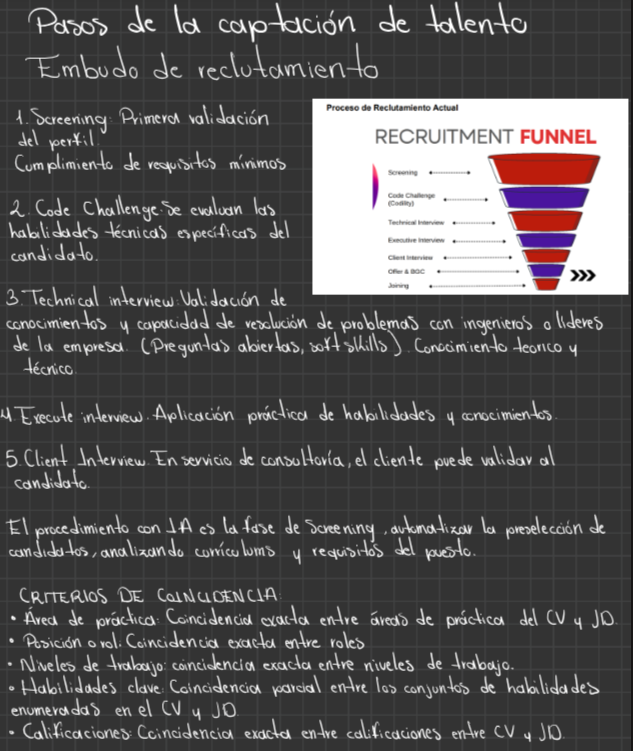 Pasos de la captación de talento
Embudo de reclutamiento
1. Screening: Primera validación
del perfil.
Cumplimiento de requisitos mínimos
2. Code Challenge. Se evaluan las
habilidades técnicas específicas del
candidato.
Proceso de Reclutamiento Actual
RECRUITMENT FUNNEL
Screening
Code Challenge
(Codility)
Technical Interview
Executive Interview
Client Interview
Offer & BGC
Joining
3. Technical interview: Validación de
conocimientos y capacidad de resolución de problemas con ingenieros o lideres
de la empresa. (Preguntas abiertas, soft skills). Conocimiento teorico y
técnico
4. Execute interview. Aplicación práctica de habilidades y conocimientos.
5. Client Interview. En servicio de consultoría, el cliente puede validar al
candidato.
El procedimiento con IA es la fase de Screening, automatizar la preselección de
candidatos, analizando corriculums y requisitos del puesto.
CRITERIOS DE COINCIDENCIA:
• Área de práctica: Coincidencia exacta entre áreas de práctica del CV y JD.
• Posición o rol: Coincidencia exacta entre roles
• Niveles de trabajo: coincidencia exacta entre niveles de trabajo.
• Habilidades clave: Coincidencia parcial entre los conjuntos de habilidades
enumeradas en el CV y JD.
• Calificaciones: Coincidencia exacta entre calificaciones entre CV y JD.